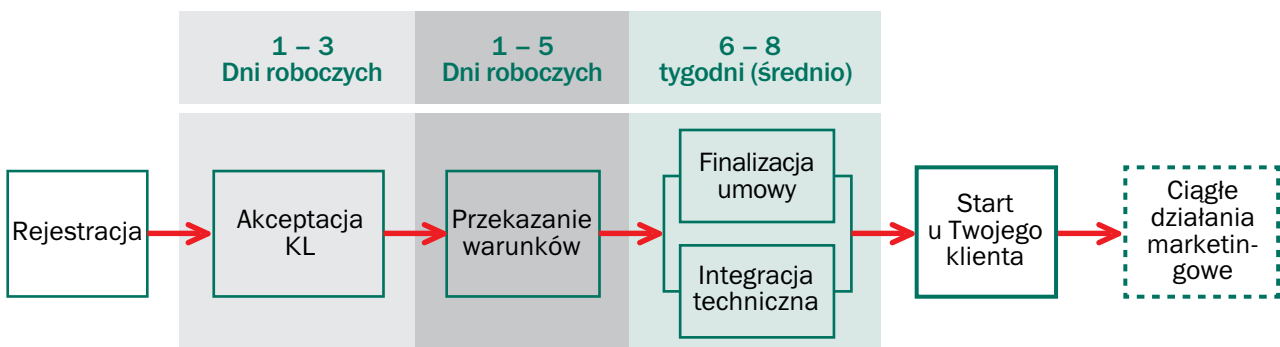 1 – 3
Dni roboczych
1 – 5
Dni roboczych
6 – 8
tygodni (średnio)
Rejestracja
Akceptacja
KL
Przekazanie
warunków
Finalizacja
umowy
Integracja
techniczna
Start
u Twojego
klienta
Ciągłe
działania
marketin-
gowe